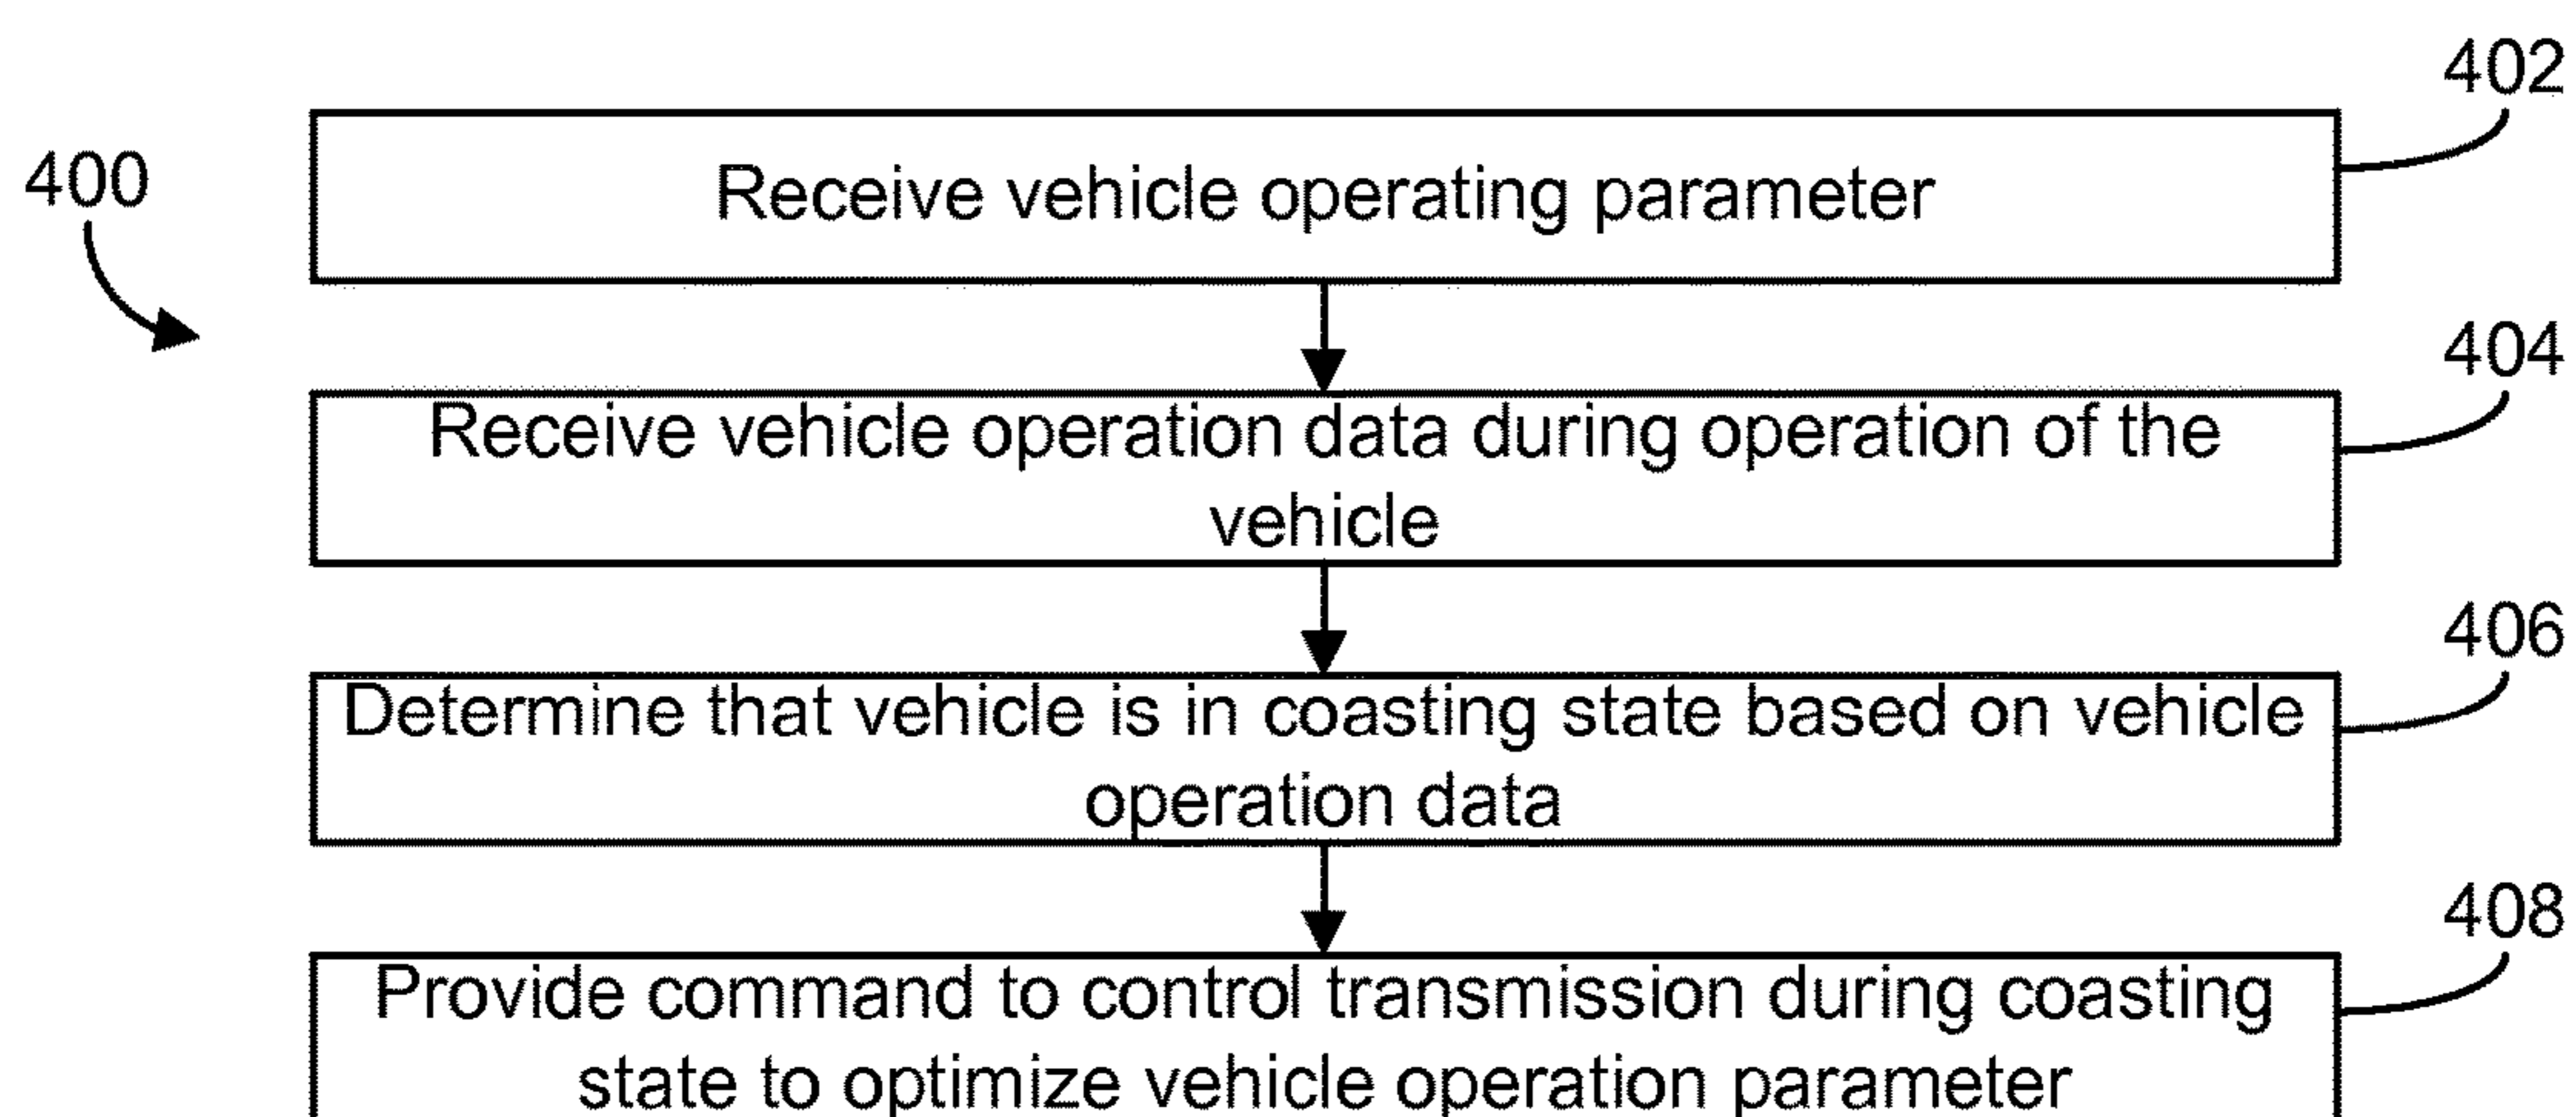 402
400
Receive vehicle operating parameter
404
Receive vehicle operation data during operation of the
vehicle
406
Determine that vehicle is in coasting state based on vehicle
operation data
408
Provide command to control transmission during coasting
state to optimize vehicle operation parameter